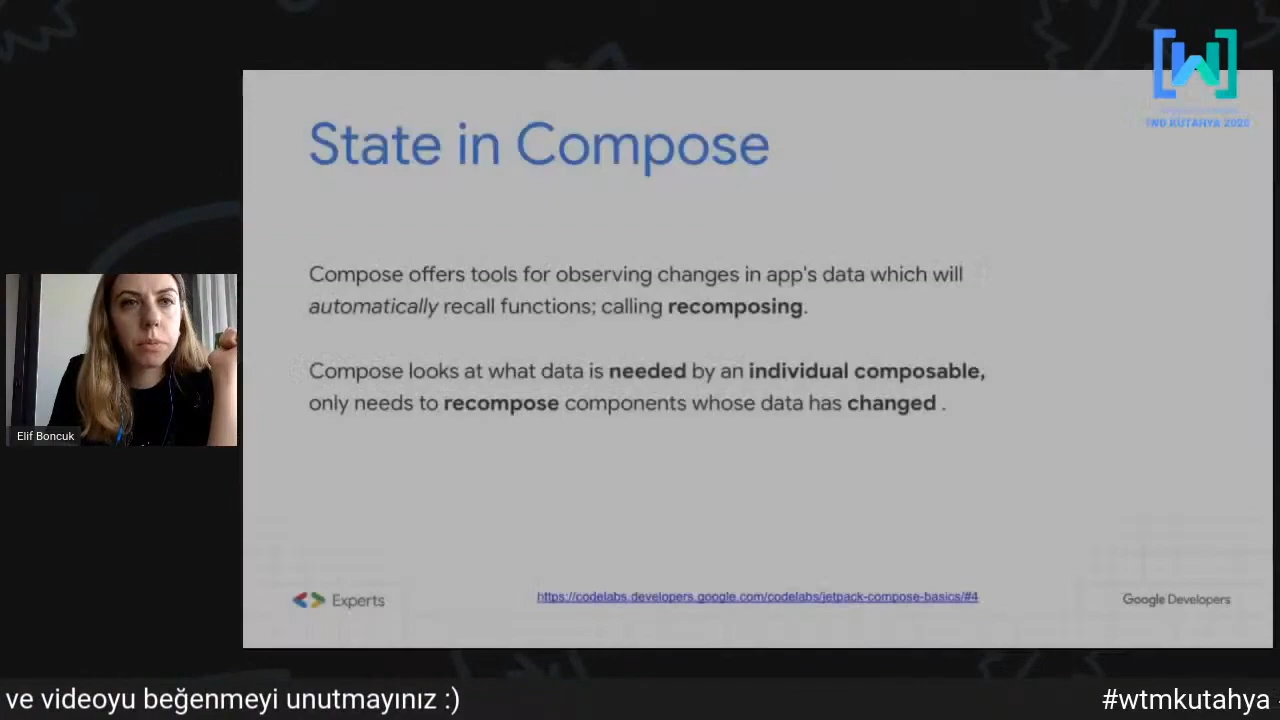 IWD KUTAHYA 2020
State in Compose
Compose offers tools for observing changes in app's data which will
automatically recall functions; calling recomposing.
Compose looks at what data is needed by an individual composable,
only needs to recompose components whose data has changed .
Elif Boncuk
Experts
https://codelabs.developers.google.com/codelabs/jetpack-compose-basics/#4
Google Developers
ve videoyu beğenmeyi unutmayınız :)
#wtmkutahya